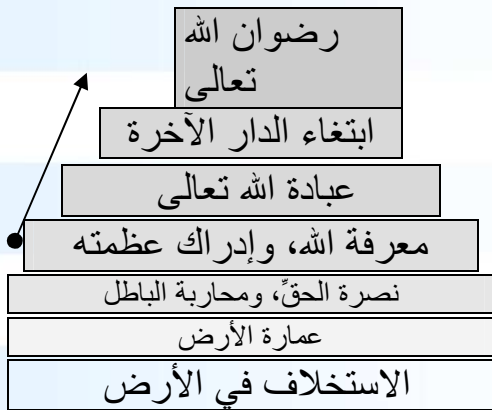 رضوان الله
تعالى
ابتغاء الدار الآخرة
عبادة الله تعالى
معرفة الله، وإدراك عظمته
نصرة الحقِّ، ومحاربة الباطل
عمارة الأرض
الاستخلاف في الأرض